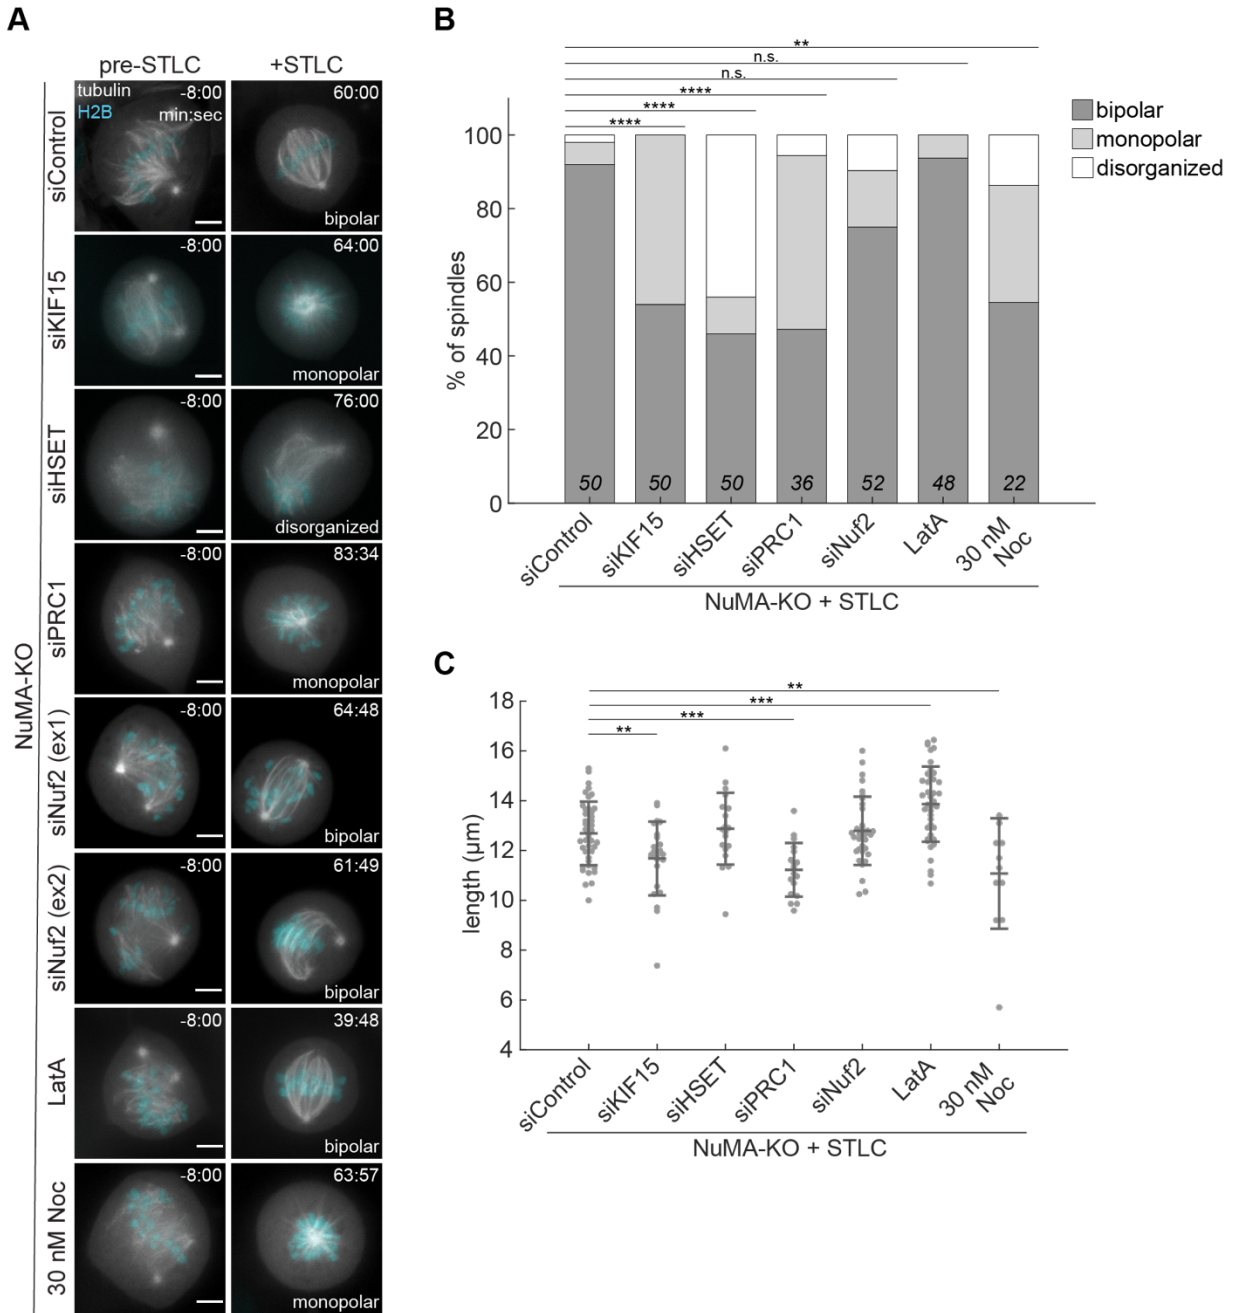 A
pre-STLC
+STLC
NuMA-KO
siControl
tubulin
H2B
-8:00
min:sec
60:00
bipolar
siKIF15
-8:00
64:00
monopolar
siHSET
-8:00
76:00
disorganized
siPRC1
-8:00
83:34
monopolar
siNuf2 (ex1)
-8:00
64:48
bipolar
siNuf2 (ex2)
-8:00
61:49
bipolar
LatA
-8:00
39:48
bipolar
30 nM Noc
-8:00
63:57
monopolar
B
**
n.s.
n.s.
****
****
****
bipolar
monopolar
disorganized
% of spindles
100
80
60
40
20
0
50
50
50
36
52
48
22
siControl
siKIF15
siHSET
siPRC1
siNuf2
LatA
30 nM
Noc
NuMA-KO + STLC
C
**
***
***
**
length (µm)
18
16
14
12
10
8
6
4
siControl
siKIF15
siHSET
siPRC1
siNuf2
LatA
30 nM
Noc
NuMA-KO + STLC